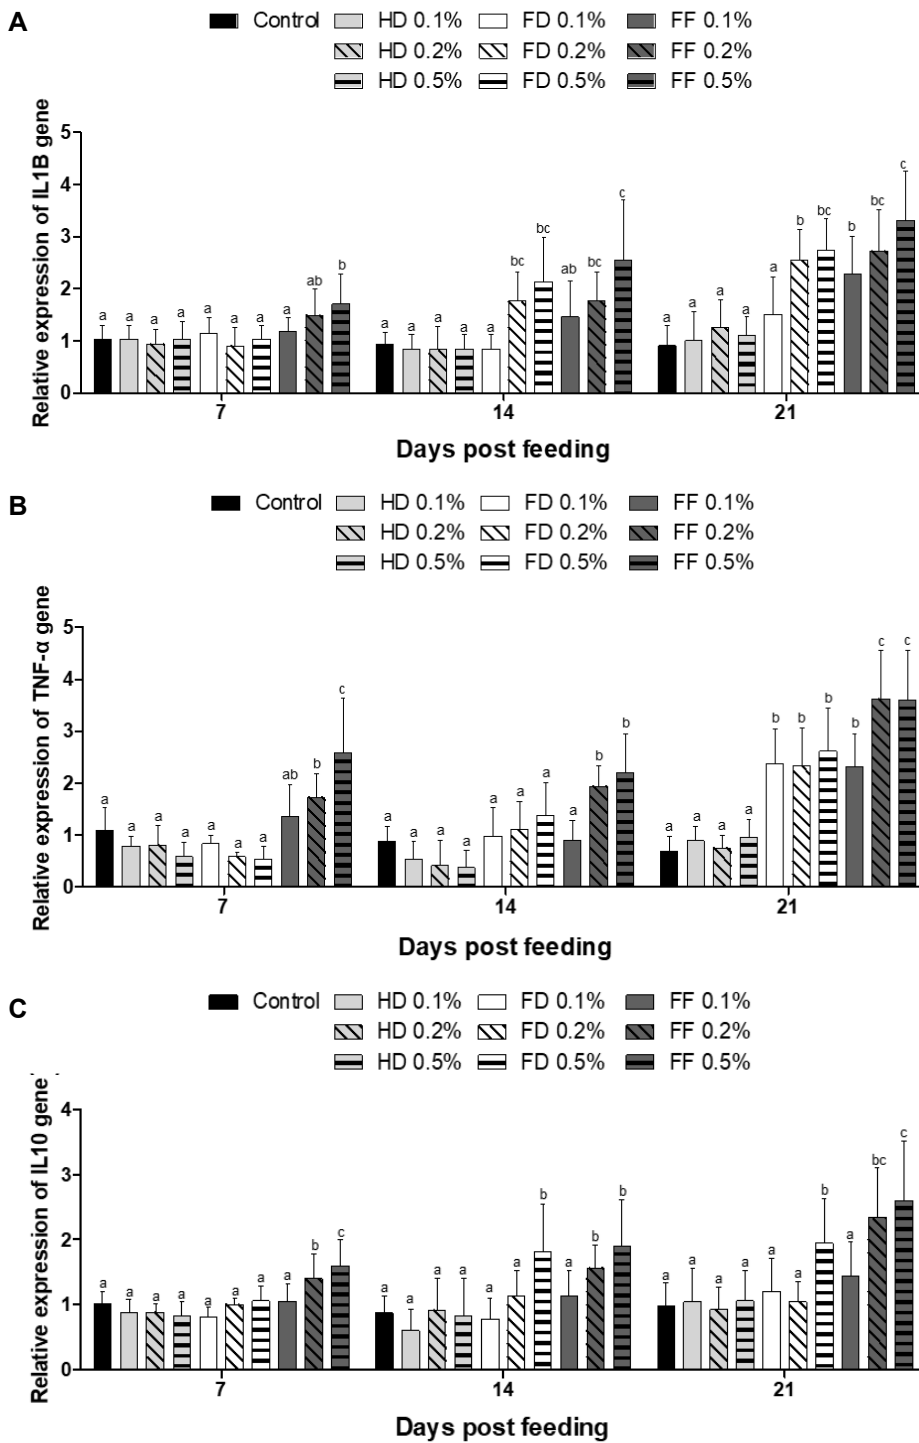 A
Control HD 0.1% FD 0.1% FF 0.1%
HD 0.2% FD 0.2% FF 0.2%
HD 0.5% FD 0.5% FF 0.5%
Relative expression of IL1B gene
5
4
3
2
1
0
a a a a a a a a ab b
a a a a a bc bc ab bc c
a a a a a b bc b bc c
7 14 21
Days post feeding
B
Control HD 0.1% FD 0.1% FF 0.1%
HD 0.2% FD 0.2% FF 0.2%
HD 0.5% FD 0.5% FF 0.5%
Relative expression of TNF-α gene
5
4
3
2
1
0
a a a a a a a ab b c
a a a a a a a a b b
a a a a b b b b c c
7 14 21
Days post feeding
C
Control HD 0.1% FD 0.1% FF 0.1%
HD 0.2% FD 0.2% FF 0.2%
HD 0.5% FD 0.5% FF 0.5%
Relative expression of IL10 gene
4
3
2
1
0
a a a a a a a a b c
a a a a a a b a b b
a a a a a a b a bc c
7 14 21
Days post feeding